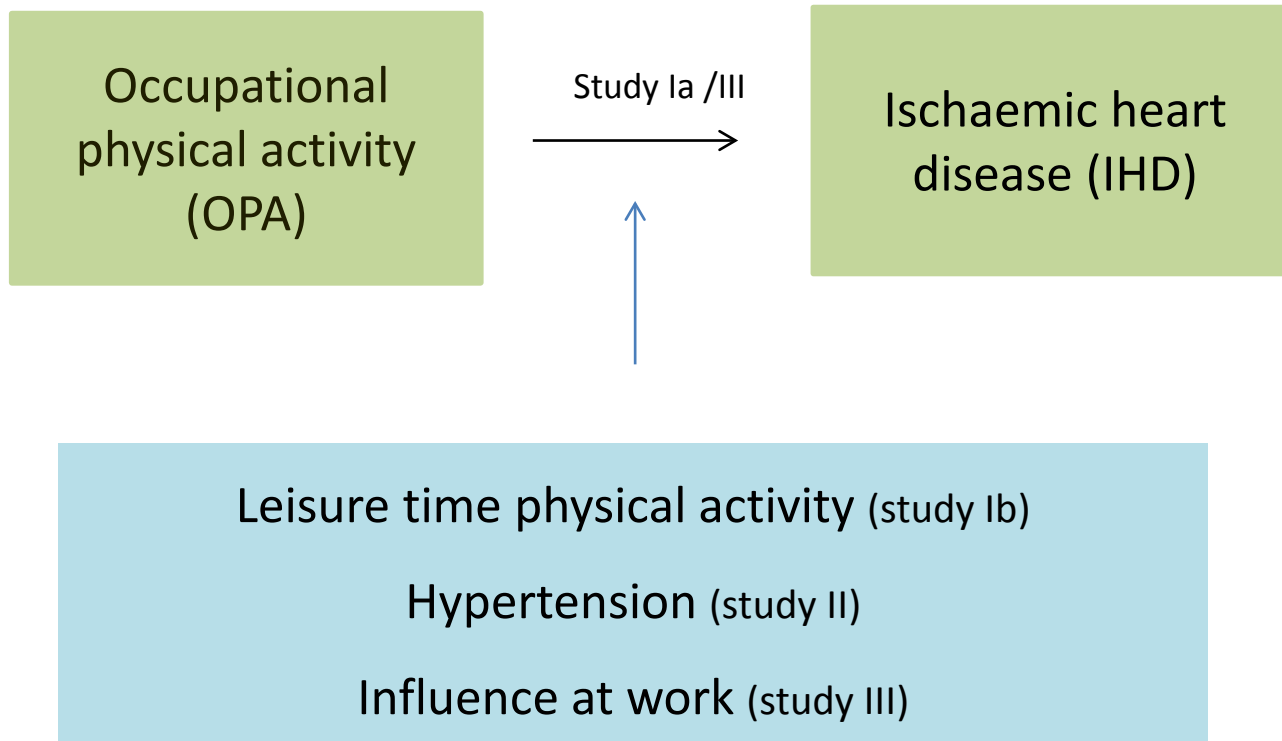 Occupational
physical activity
(OPA)
Study Ia /III
Ischaemic heart
disease (IHD)
Leisure time physical activity (study Ib)
Hypertension (study II)
Influence at work (study III)